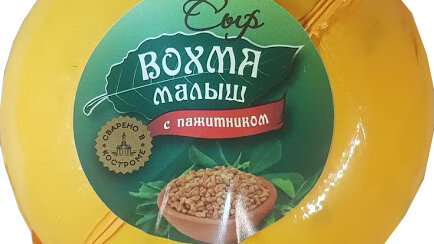 Сыр
ВОХМА
МАЛЫШ
с пажитником
СВАРЕНО В
КОСТРОМЕ